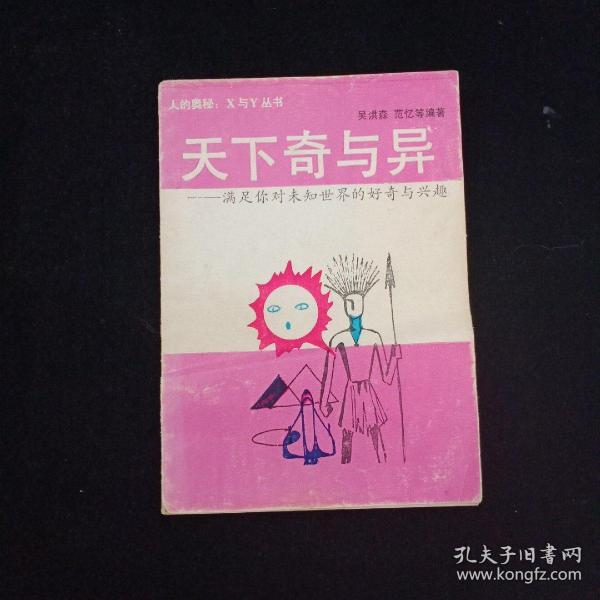 人的奥秘：X与Y丛书
吴洪森 范忆等编著
天下奇与异
——满足你对未知世界的好奇与兴趣
孔夫子旧书网
www.kongfz.com